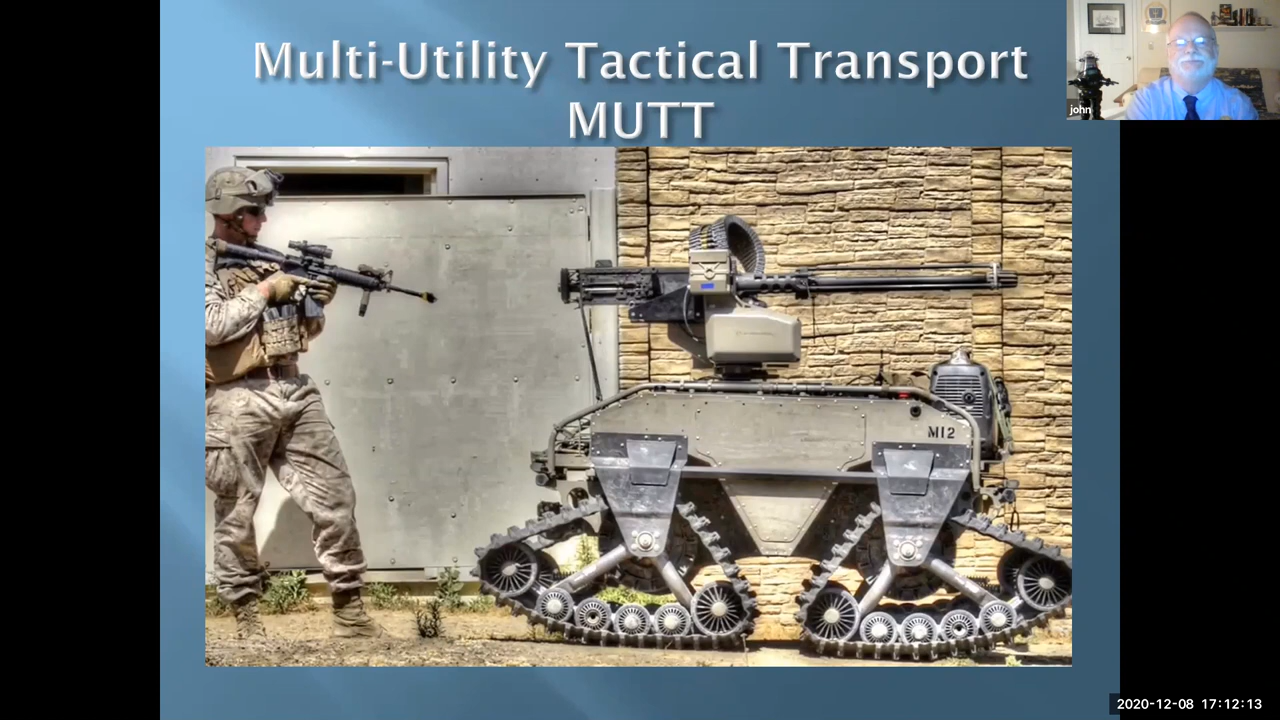 Multi-Utility Tactical Transport
MUTT
john
M12
2020-12-08 17:12:13